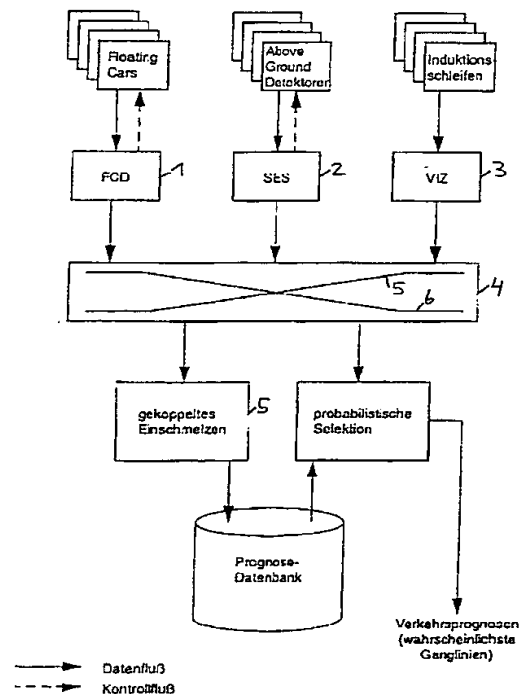 Floating
Cars
Above
Ground
Detektoren
Induktions
schleifen
FCD
1
SES
2
VIZ
3
5
6
4
gekoppeltes
Einschmelzen
5
probabilistische
Selektion
Prognose-
Datenbank
Verkehrsprognosen
(wahrscheinlichste
Ganglinien)
Datenfluß
Kontrollfluß